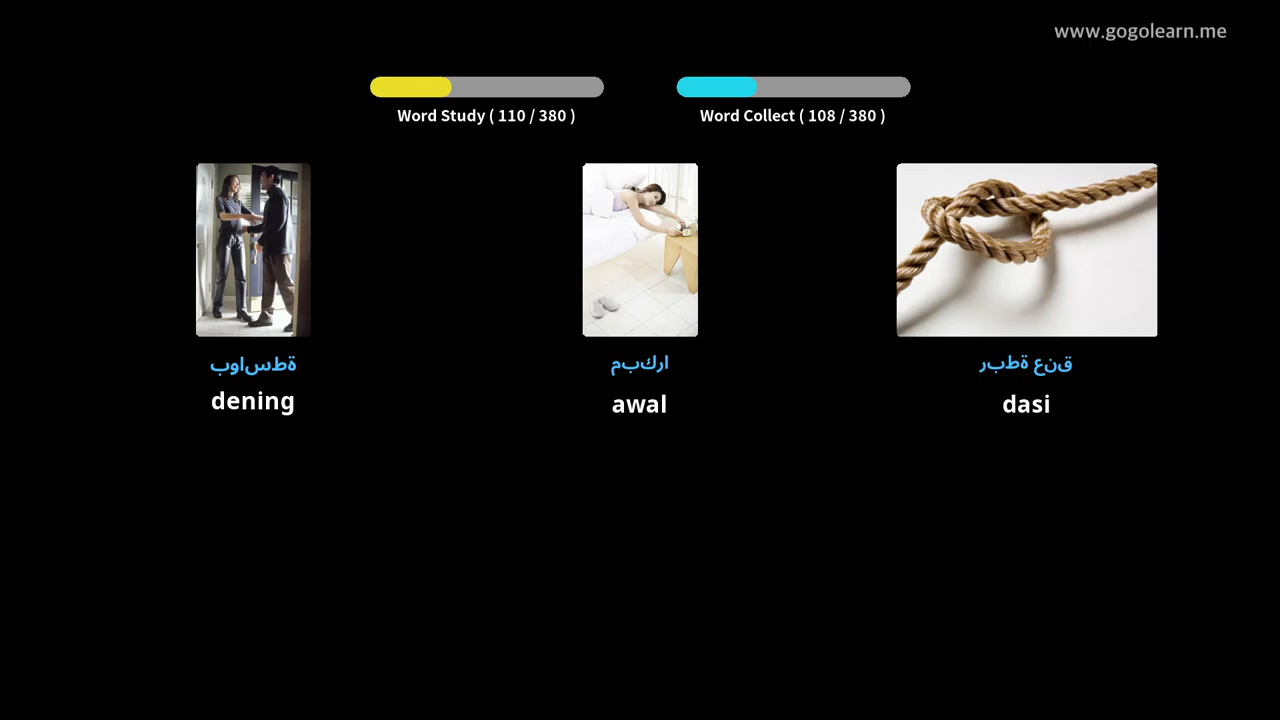 www.gogolearn.me
Word Study ( 110 / 380 )
Word Collect ( 108 / 380 )
ةطساوب
dening
اركبم
awal
قنع ةطبر
dasi